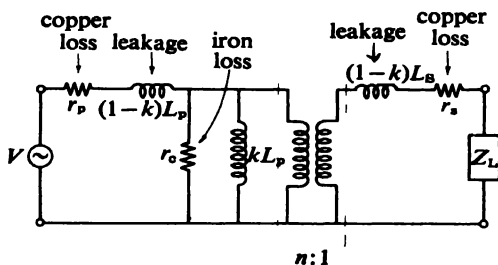 copper loss
leakage
iron loss
leakage
copper loss
r_p
(1-k)L_p
(1-k)L_s
r_s
V
r_c
kL_p
Z_L
n:1